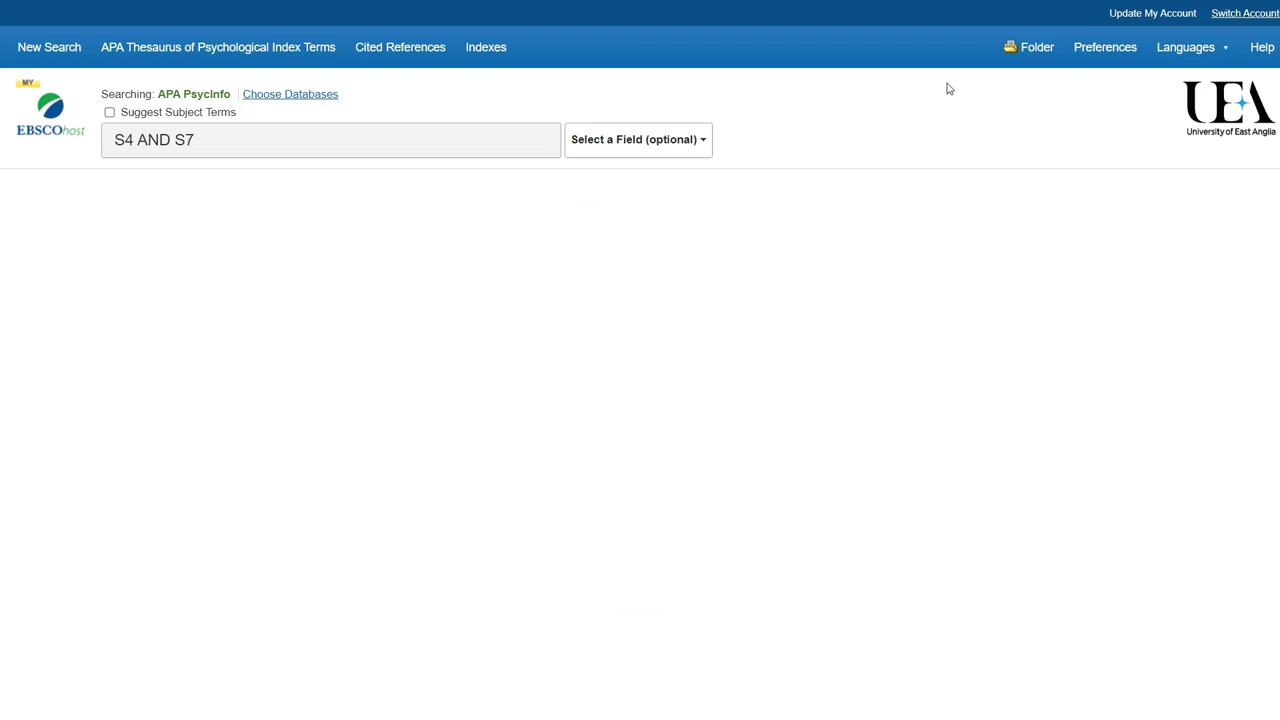 Update My Account Switch Account
New Search APA Thesaurus of Psychological Index Terms Cited References Indexes Folder Preferences Languages Help
MY
EBSCOhost
Searching: APA PsycInfo Choose Databases
Suggest Subject Terms
S4 AND S7 Select a Field (optional)
UEA
University of East Anglia